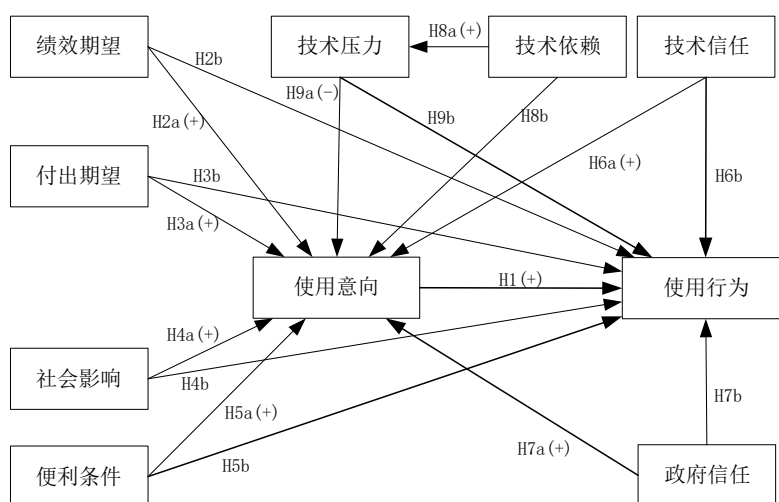 绩效期望
技术压力
H8a(+)
技术依赖
技术信任
H2b
H9a(-)
H9b
H8b
H2a(+)
付出期望
H3b
H6a(+)
H6b
H3a(+)
使用意向
H1(+)
使用行为
H4a(+)
社会影响
H4b
H5a(+)
H7b
便利条件
H5b
H7a(+)
政府信任